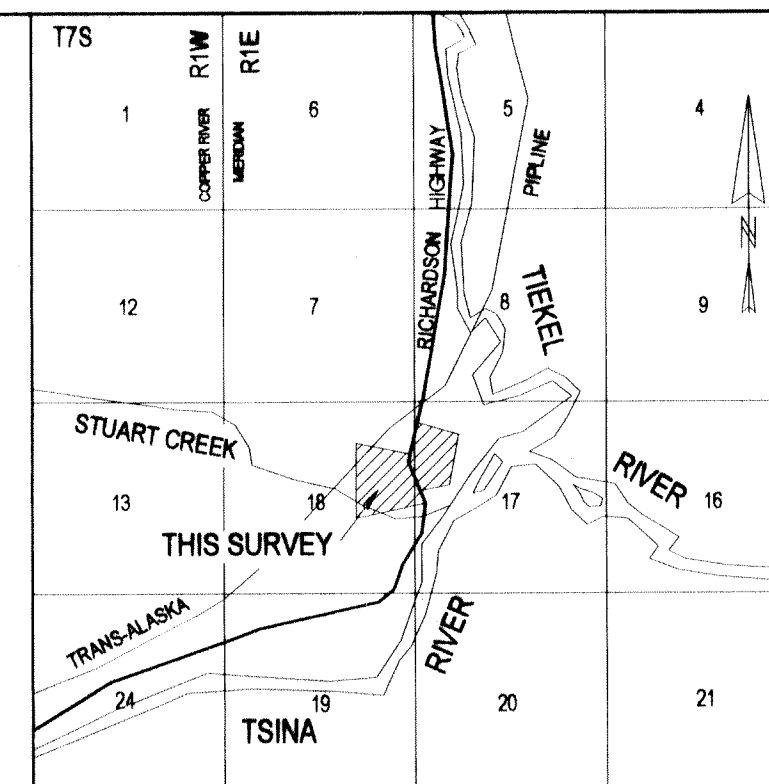 T7S
R1W
R1E
COPPER RIVER
MERIDIAN
1
6
5
4
RICHARDSON HIGHWAY
PIPLINE
N
12
7
8
9
TIEKEL
RIVER
STUART CREEK
13
18
17
16
THIS SURVEY
TRANS-ALASKA
24
19
20
21
TSINA
RIVER